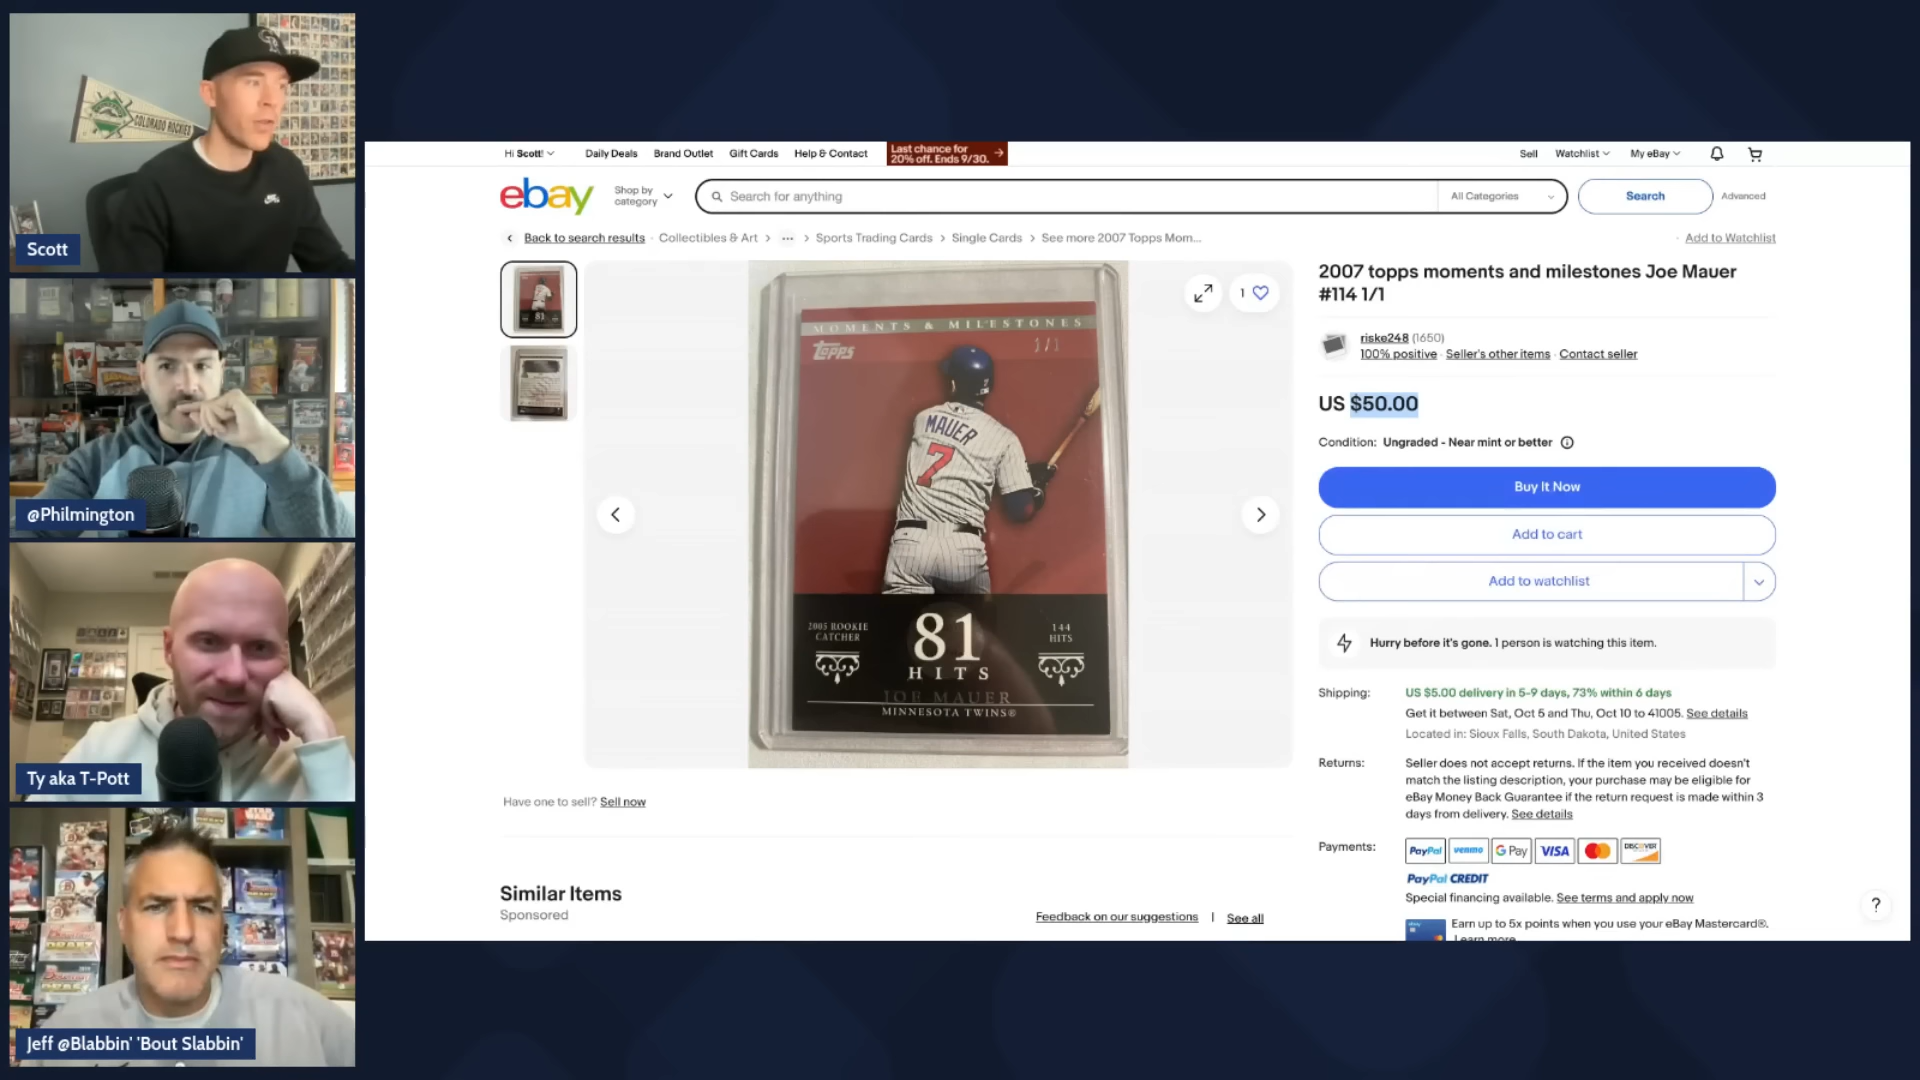 COLORADO ROCKIES
Scott
@Philmington
Ty aka T-Pott
Jeff @Blabbin' 'Bout Slabbin'
Hi Scott!
Daily Deals
Brand Outlet
Gift Cards
Help & Contact
Last chance for
20% off. Ends 9/30.
Sell
Watchlist
My eBay
ebay
Shop by
category
Search for anything
All Categories
Search
Advanced
Back to search results
Collectibles & Art
...
Sports Trading Cards
Single Cards
See more 2007 Topps Mom...
Add to Watchlist
MOMENTS & MILESTONES
Topps
1/1
MAUER
7
2005 ROOKIE
CATCHER
81
HITS
144
HITS
JOE MAUER
MINNESOTA TWINS®
1
2007 topps moments and milestones Joe Mauer
#114 1/1
riske248 (1650)
100% positive · Seller's other items · Contact seller
US $50.00
Condition: Ungraded - Near mint or better
Buy It Now
Add to cart
Add to watchlist
Hurry before it's gone. 1 person is watching this item.
Shipping:
US $5.00 delivery in 5-9 days, 73% within 6 days
Get it between Sat, Oct 5 and Thu, Oct 10 to 41005. See details
Located in: Sioux Falls, South Dakota, United States
Returns:
Seller does not accept returns. If the item you received doesn't
match the listing description, your purchase may be eligible for
eBay Money Back Guarantee if the return request is made within 3
days from delivery. See details
Payments:
PayPal
venmo
G Pay
VISA
DISCOVER
PayPal CREDIT
Special financing available. See terms and apply now
Earn up to 5x points when you use your eBay Mastercard®.
Learn more
Have one to sell? Sell now
Similar Items
Sponsored
Feedback on our suggestions | See all
?